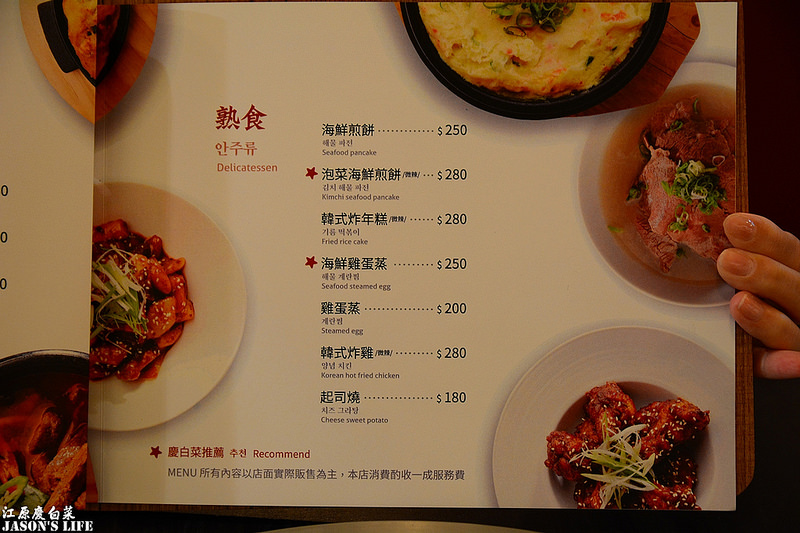 熟食
안주류
Delicatessen
海鮮煎餅 ············· $ 250
해물 파전
Seafood pancake
★ 泡菜海鮮煎餅/微辣/ ··· $ 280
김치 해물 파전
Kimchi seafood pancake
韓式炸年糕/微辣/ ······· $ 280
기름 떡볶이
Fried rice cake
★ 海鮮雞蛋蒸 ·········· $ 250
해물 계란찜
Seafood steamed egg
雞蛋蒸 ················ $ 200
계란찜
Steamed egg
韓式炸雞/微辣/ ········· $ 280
양념 치킨
Korean hot fried chicken
起司燒 ················ $ 180
치즈 그라탕
Cheese sweet potato
★ 慶白菜推薦 추천 Recommend
MENU 所有內容以店面實際販售為主，本店消費酌收一成服務費
0
0
0
江原慶白菜
JASON'S LIFE